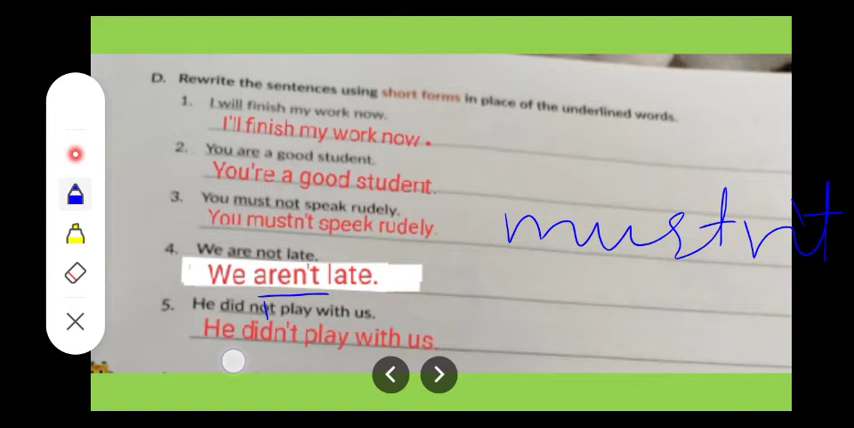 D. Rewrite the sentences using short forms in place of the underlined words.
1. I will finish my work now.
I'll finish my work now.
2. You are a good student.
You're a good student.
3. You must not speak rudely.
You mustn't speek rudely.
4. We are not late.
We aren't late.
5. He did not play with us.
He didn't play with us.
mustn't